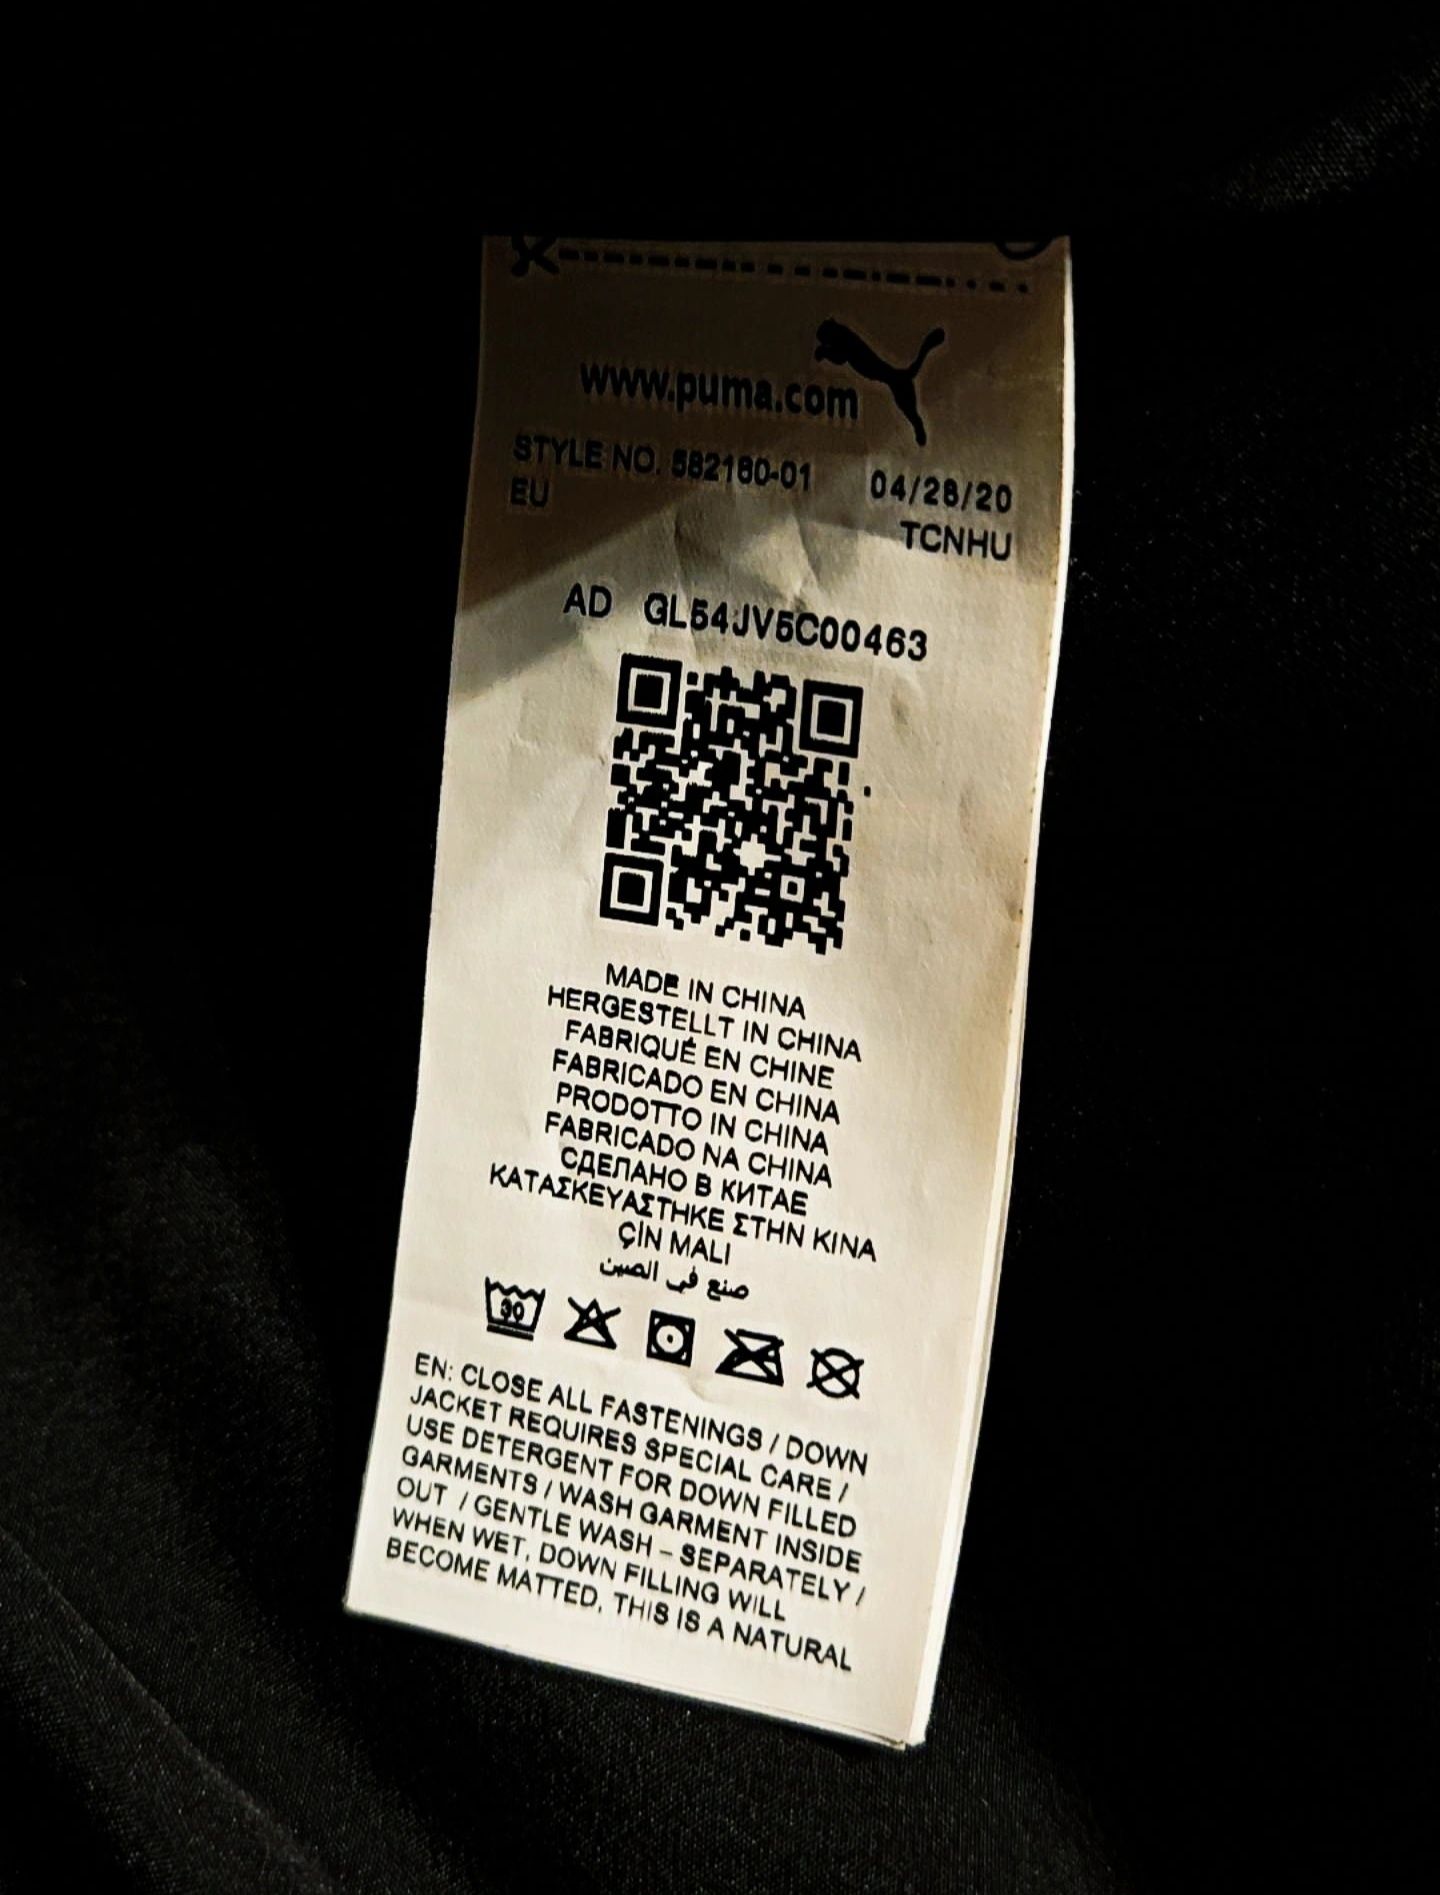 www.puma.com
STYLE NO. 582160-01 04/28/20
EU TCNHU
AD GL54JV5C00463
MADE IN CHINA
HERGESTELLT IN CHINA
FABRIQUÉ EN CHINE
FABRICADO EN CHINA
PRODOTTO IN CHINA
FABRICADO NA CHINA
СДЕЛАНО В КИТАЕ
ΚΑΤΑΣΚΕΥΑΣΤΗΚΕ ΣΤΗΝ ΚΙΝΑ
ÇİN MALI
صنع في الصين
30
EN: CLOSE ALL FASTENINGS / DOWN
JACKET REQUIRES SPECIAL CARE /
USE DETERGENT FOR DOWN FILLED
GARMENTS / WASH GARMENT INSIDE
OUT / GENTLE WASH – SEPARATELY /
WHEN WET, DOWN FILLING WILL
BECOME MATTED, THIS IS A NATURAL